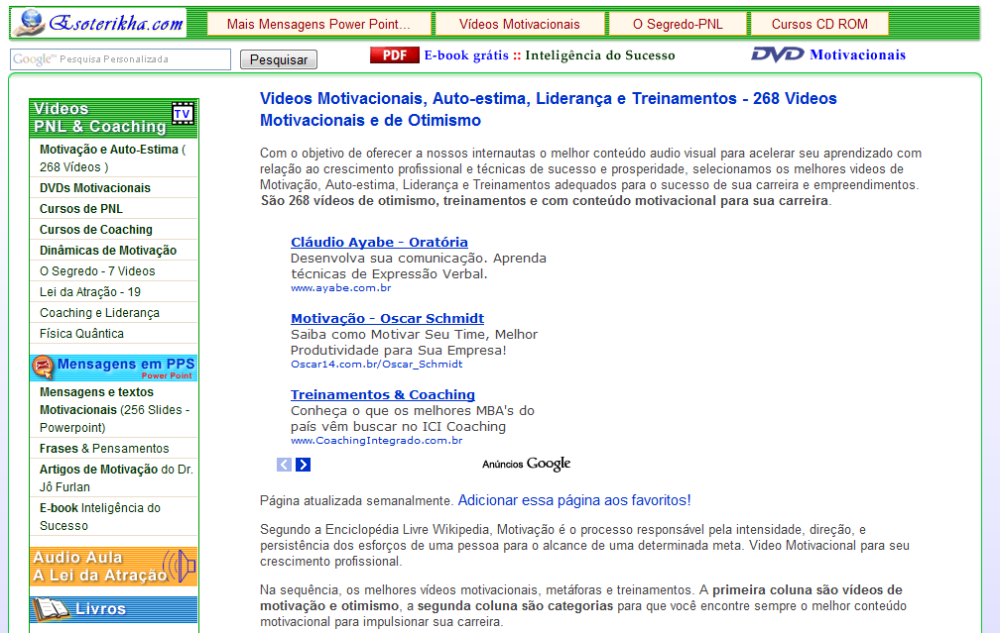 Esoterikha.com
Mais Mensagens Power Point...
Vídeos Motivacionais
O Segredo-PNL
Cursos CD ROM
Google™ Pesquisa Personalizada
Pesquisar
PDF E-book grátis :: Inteligência do Sucesso
DVD Motivacionais
Videos
PNL & Coaching
TV
Motivação e Auto-Estima (
268 Vídeos )
DVDs Motivacionais
Cursos de PNL
Cursos de Coaching
Dinâmicas de Motivação
O Segredo - 7 Videos
Lei da Atração - 19
Coaching e Liderança
Física Quântica
Mensagens em PPS
Power Point
Mensagens e textos
Motivacionais (256 Slides -
Powerpoint)
Frases & Pensamentos
Artigos de Motivação do Dr.
Jô Furlan
E-book Inteligência do
Sucesso
Audio Aula
A Lei da Atração
Livros
Videos Motivacionais, Auto-estima, Liderança e Treinamentos - 268 Videos
Motivacionais e de Otimismo
Com o objetivo de oferecer a nossos internautas o melhor conteúdo audio visual para acelerar seu aprendizado com
relação ao crescimento profissional e técnicas de sucesso e prosperidade, selecionamos os melhores videos de
Motivação, Auto-estima, Liderança e Treinamentos adequados para o sucesso de sua carreira e empreendimentos.
São 268 vídeos de otimismo, treinamentos e com conteúdo motivacional para sua carreira.
Cláudio Ayabe - Oratória
Desenvolva sua comunicação. Aprenda
técnicas de Expressão Verbal.
www.ayabe.com.br
Motivação - Oscar Schmidt
Saiba como Motivar Seu Time, Melhor
Produtividade para Sua Empresa!
Oscar14.com.br/Oscar_Schmidt
Treinamentos & Coaching
Conheça o que os melhores MBA's do
país vêm buscar no ICI Coaching
www.CoachingIntegrado.com.br
Anúncios Google
Página atualizada semanalmente. Adicionar essa página aos favoritos!
Segundo a Enciclopédia Livre Wikipedia, Motivação é o processo responsável pela intensidade, direção, e
persistência dos esforços de uma pessoa para o alcance de uma determinada meta. Video Motivacional para seu
crescimento profissional.
Na sequência, os melhores vídeos motivacionais, metáforas e treinamentos. A primeira coluna são vídeos de
motivação e otimismo, a segunda coluna são categorias para que você encontre sempre o melhor conteúdo
motivacional para impulsionar sua carreira.